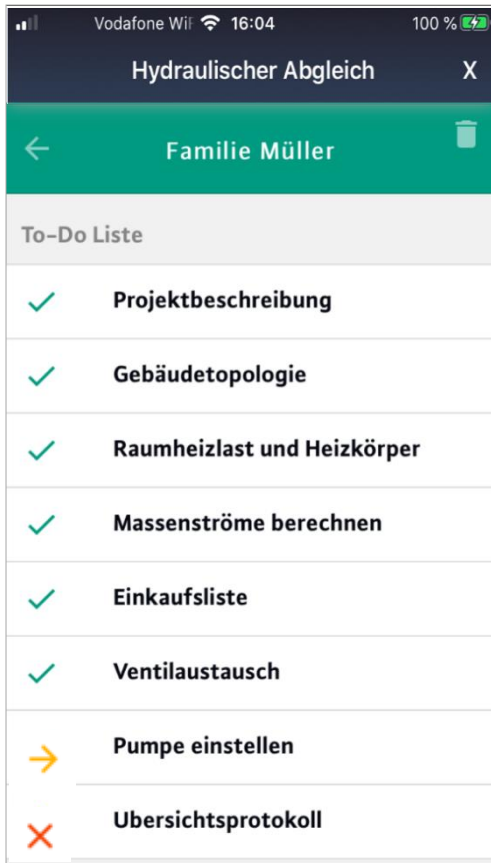 Vodafone WiF 16:04 100 %
Hydraulischer Abgleich X
Familie Müller
To-Do Liste
Projektbeschreibung
Gebäudetopologie
Raumheizlast und Heizkörper
Massenströme berechnen
Einkaufsliste
Ventilaustausch
Pumpe einstellen
Ubersichtsprotokoll